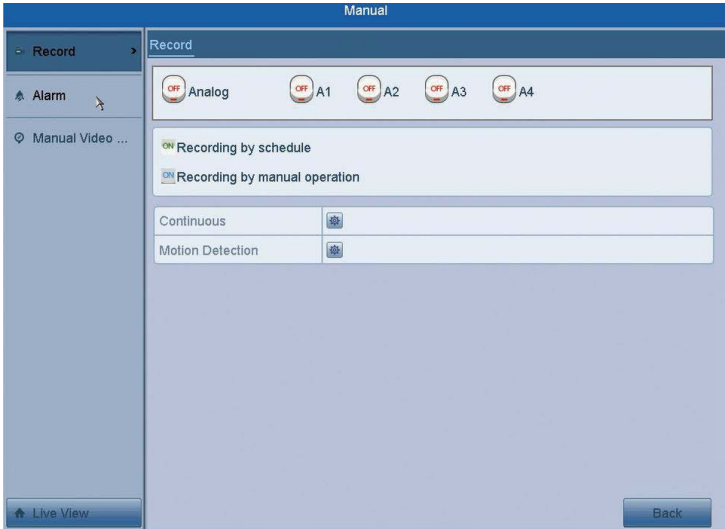 Manual
Record
Alarm
Manual Video ...
Live View
Record
OFF Analog OFF A1 OFF A2 OFF A3 OFF A4
ON Recording by schedule
ON Recording by manual operation
Continuous
Motion Detection
Back